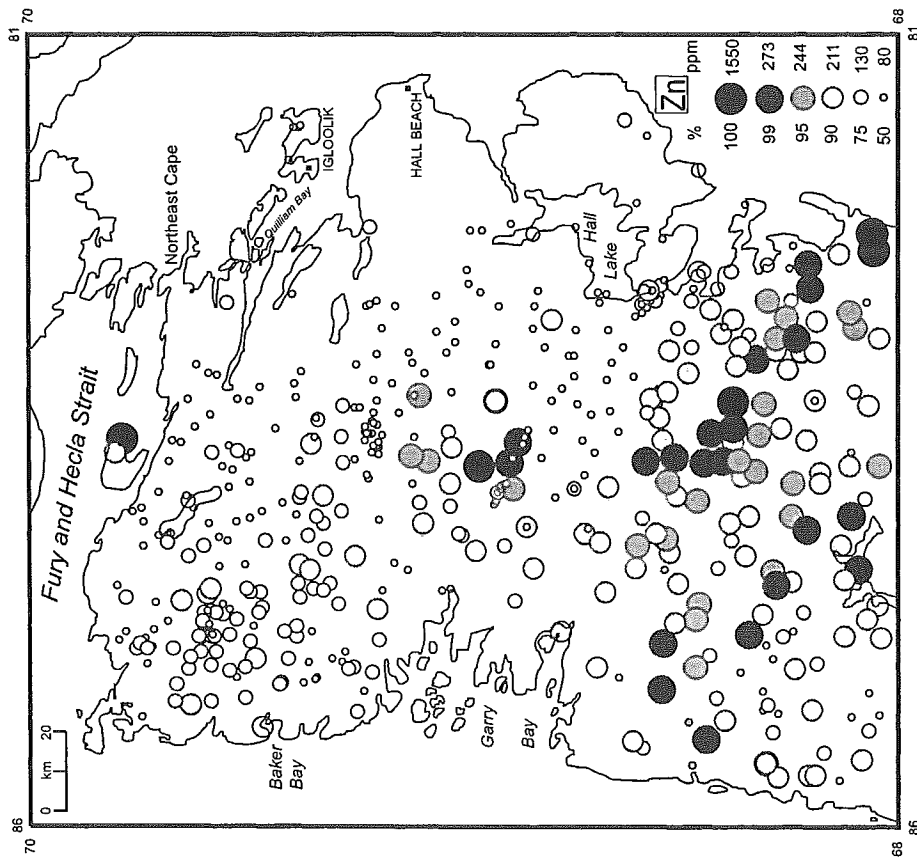 86
81
70
70
Fury and Hecla Strait
Northeast Cape
Quilliam Bay
IGLOOLIK
HALL BEACH
0 km 20
Baker
Bay
Garry
Bay
Hall
Lake
Zn
% ppm
100 1550
99 273
95 244
90 211
75 130
50 80
68
68
86
81